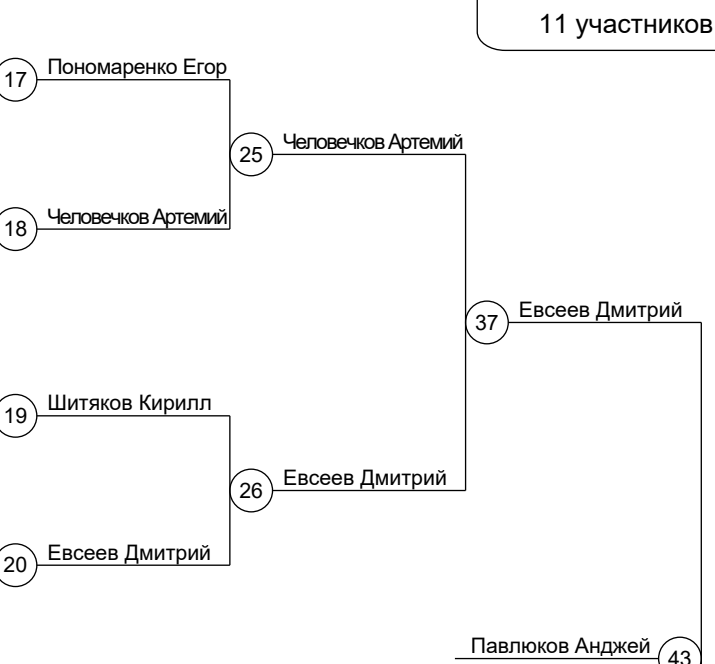 11 участников
17 Пономаренко Егор
25 Человечков Артемий
18 Человечков Артемий
37 Евсеев Дмитрий
19 Шитяков Кирилл
26 Евсеев Дмитрий
20 Евсеев Дмитрий
Павлюков Анджей 43